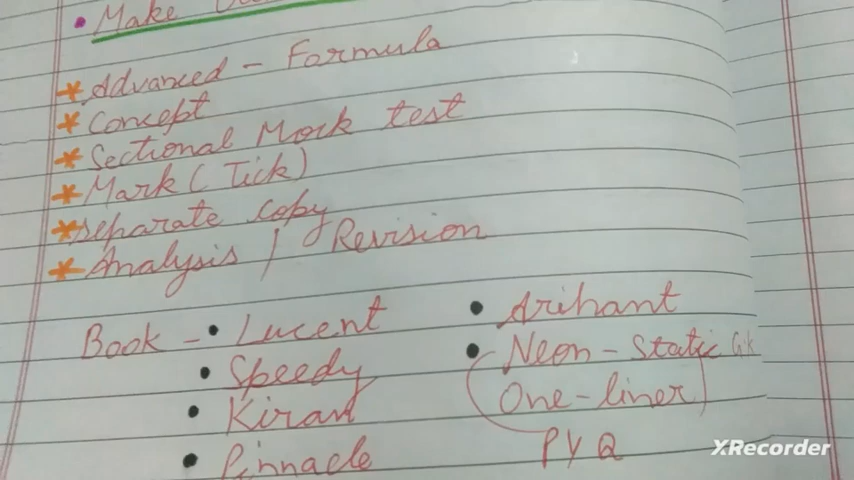 • Make
* Advanced - Formula
* Concept
* Sectional Mock test
* Mark (Tick)
* Separate copy
* Analysis / Revision
Book - • Lucent
• Speedy
• Kiran
• Pinnacle
• Arihant
• Neon - Static Gk
(One-liner)
PYQ
XRecorder